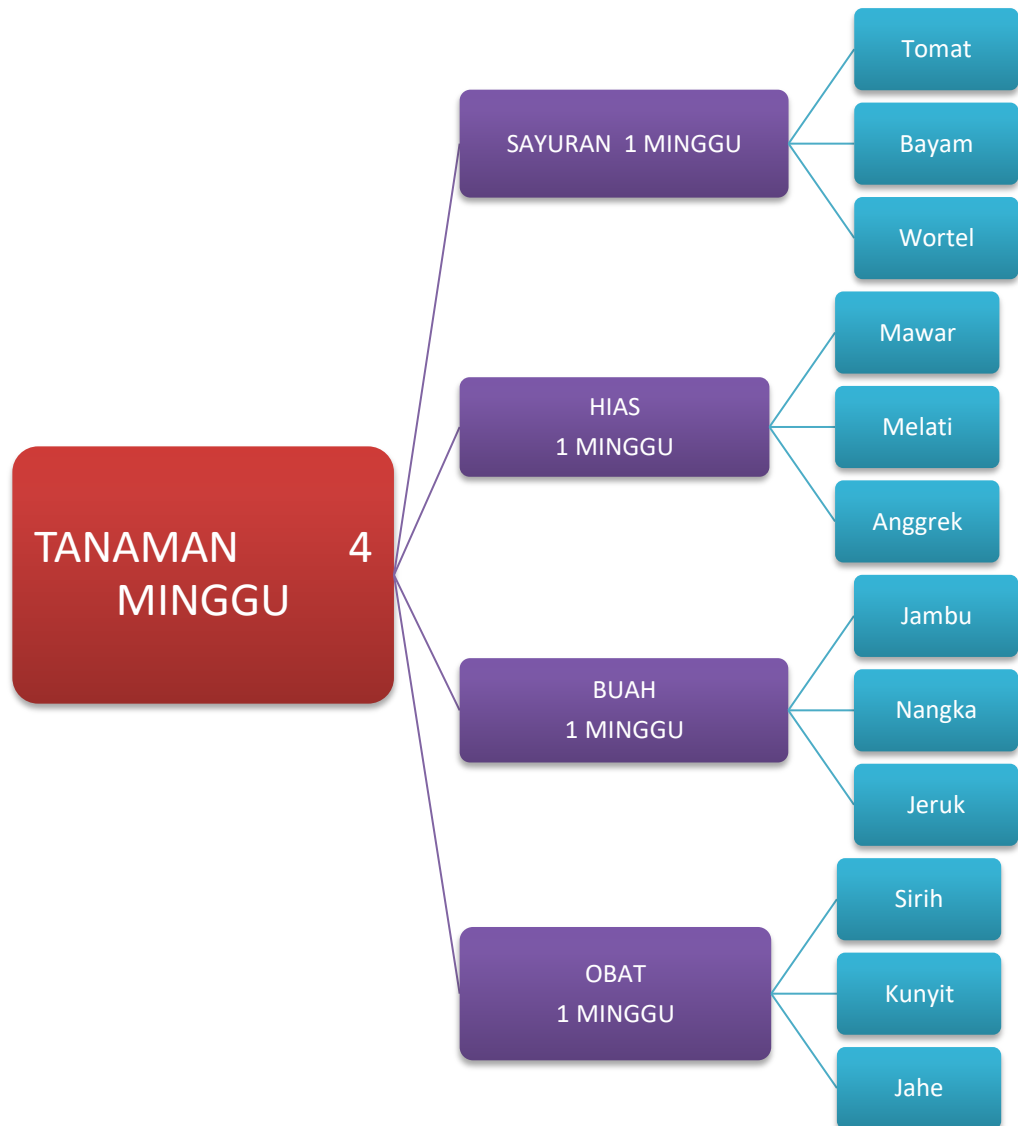 TANAMAN 4
MINGGU
SAYURAN 1 MINGGU
Tomat
Bayam
Wortel
HIAS
1 MINGGU
Mawar
Melati
Anggrek
BUAH
1 MINGGU
Jambu
Nangka
Jeruk
OBAT
1 MINGGU
Sirih
Kunyit
Jahe